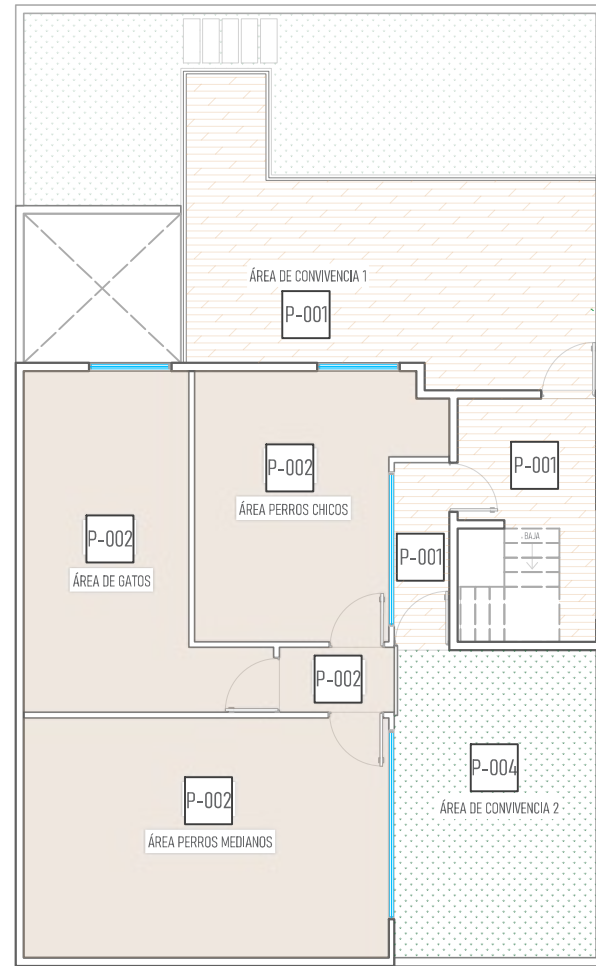 ÁREA DE CONVIVENCIA 1
P-001
P-002
ÁREA PERROS CHICOS
P-001
P-002
ÁREA DE GATOS
BAJA
P-001
P-002
P-004
ÁREA DE CONVIVENCIA 2
P-002
ÁREA PERROS MEDIANOS